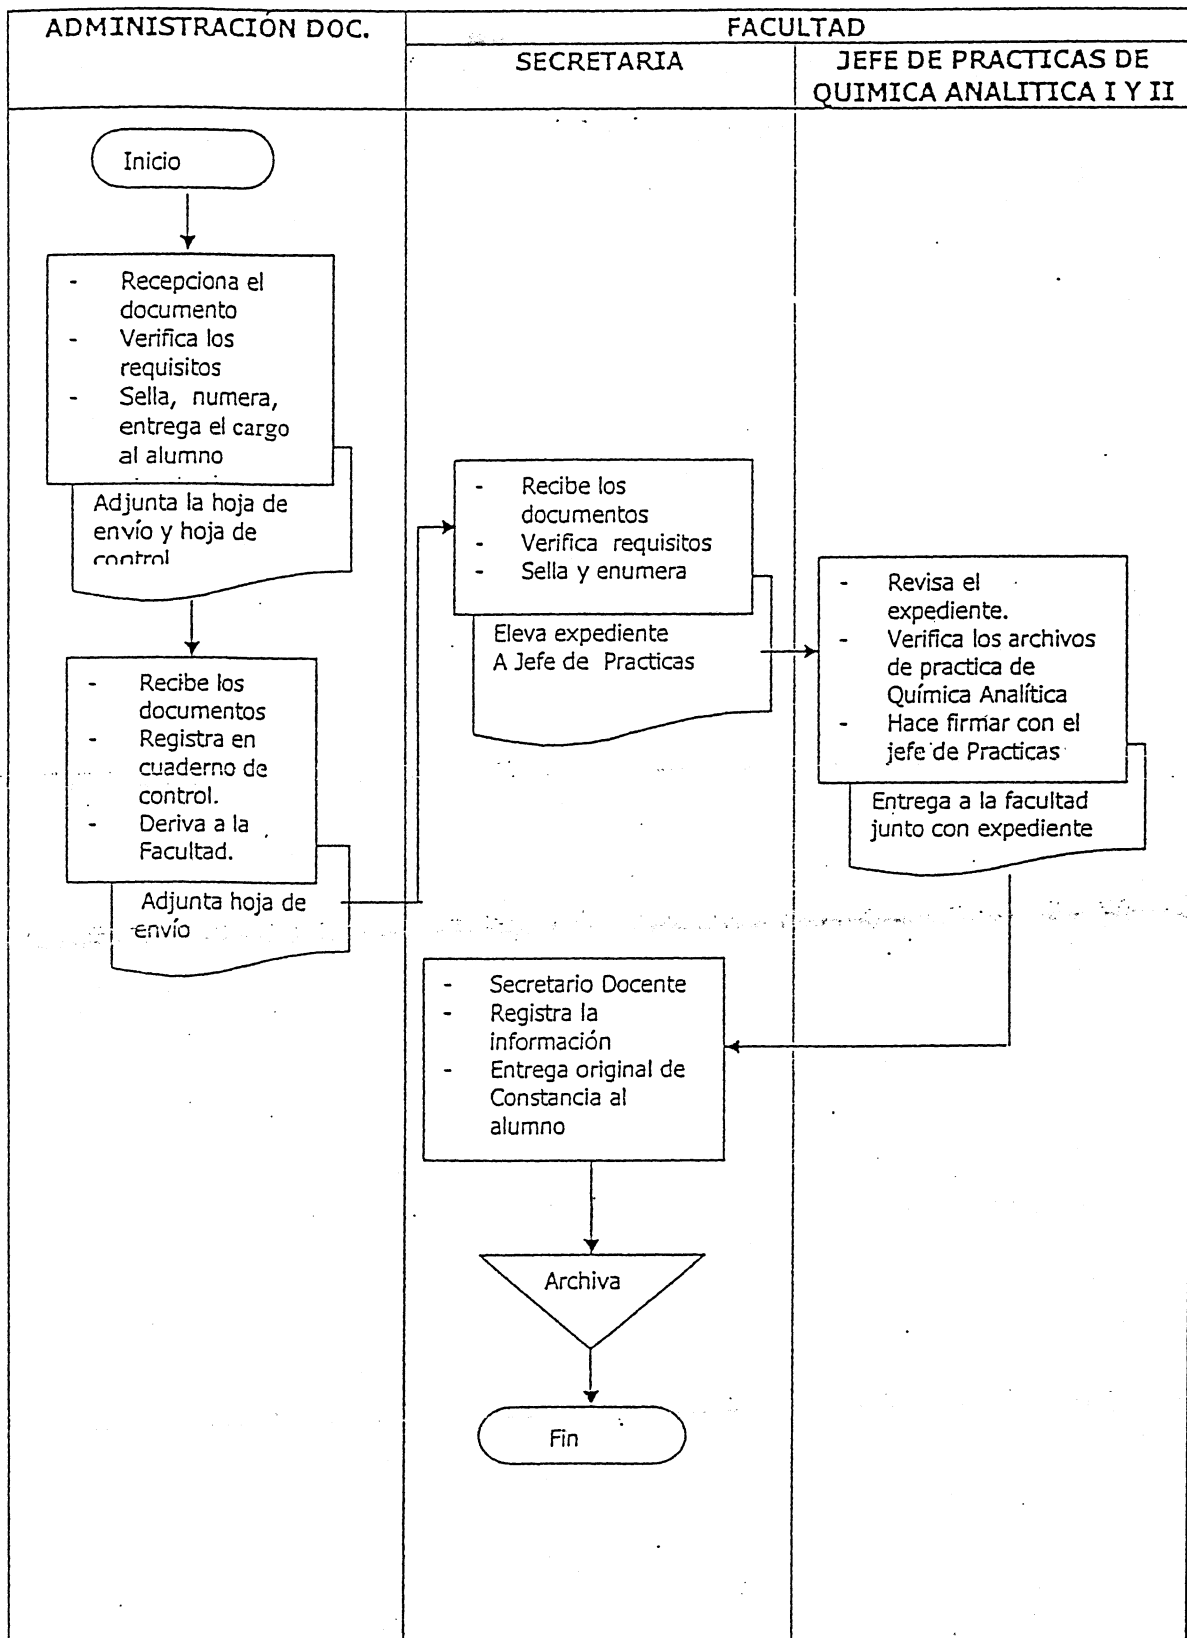 ADMINISTRACIÓN DOC.
FACULTAD
SECRETARIA
JEFE DE PRACTICAS DE
QUIMICA ANALITICA I Y II
Inicio
- Recepciona el
documento
- Verifica los
requisitos
- Sella, numera,
entrega el cargo
al alumno
Adjunta la hoja de
envío y hoja de
control
- Recibe los
documentos
- Registra en
cuaderno de
control.
- Deriva a la
Facultad.
Adjunta hoja de
envío
- Recibe los
documentos
- Verifica requisitos
- Sella y enumera
Eleva expediente
A Jefe de Practicas
- Revisa el
expediente.
- Verifica los archivos
de practica de
Química Analítica
- Hace firmar con el
jefe de Practicas
Entrega a la facultad
junto con expediente
- Secretario Docente
- Registra la
información
- Entrega original de
Constancia al
alumno
Archiva
Fin